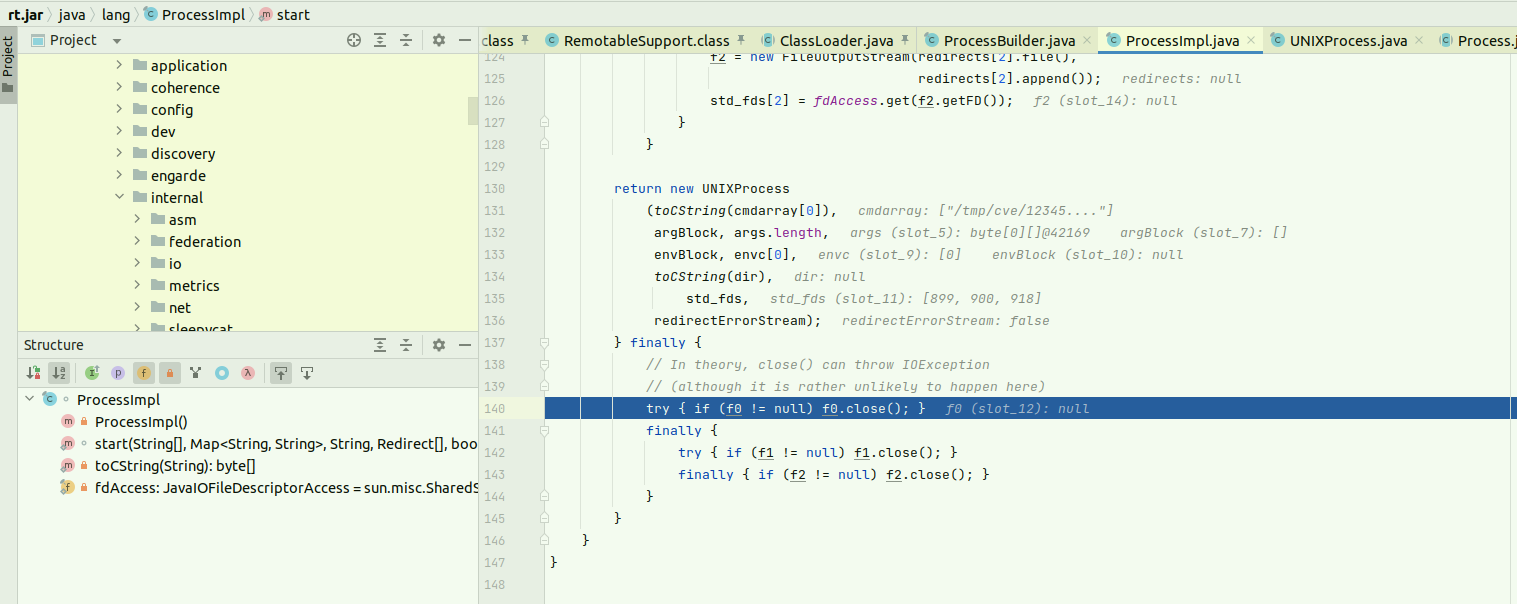 rt.jar java lang ProcessImpl start
Project
Project
application
coherence
config
dev
discovery
engarde
internal
asm
federation
io
metrics
net
sleepycat
Structure
ProcessImpl
ProcessImpl()
start(String[], Map<String, String>, String, Redirect[], boo
toCString(String): byte[]
fdAccess: JavaIOFileDescriptorAccess = sun.misc.SharedS
class RemotableSupport.class ClassLoader.java ProcessBuilder.java ProcessImpl.java UNIXProcess.java Process.j
124 f2 = new FileOutputStream(redirects[2].file(),
125 redirects[2].append()); redirects: null
126 std_fds[2] = fdAccess.get(f2.getFD()); f2 (slot_14): null
127 }
128 }
129
130 return new UNIXProcess
131 (toCString(cmdarray[0]), cmdarray: ["/tmp/cve/12345...."]
132 argBlock, args.length, args (slot_5): byte[0][]@42169 argBlock (slot_7): []
133 envBlock, envc[0], envc (slot_9): [0] envBlock (slot_10): null
134 toCString(dir), dir: null
135 std_fds, std_fds (slot_11): [899, 900, 918]
136 redirectErrorStream); redirectErrorStream: false
137 } finally {
138 // In theory, close() can throw IOException
139 // (although it is rather unlikely to happen here)
140 try { if (f0 != null) f0.close(); } f0 (slot_12): null
141 finally {
142 try { if (f1 != null) f1.close(); }
143 finally { if (f2 != null) f2.close(); }
144 }
145 }
146 }
147 }
148